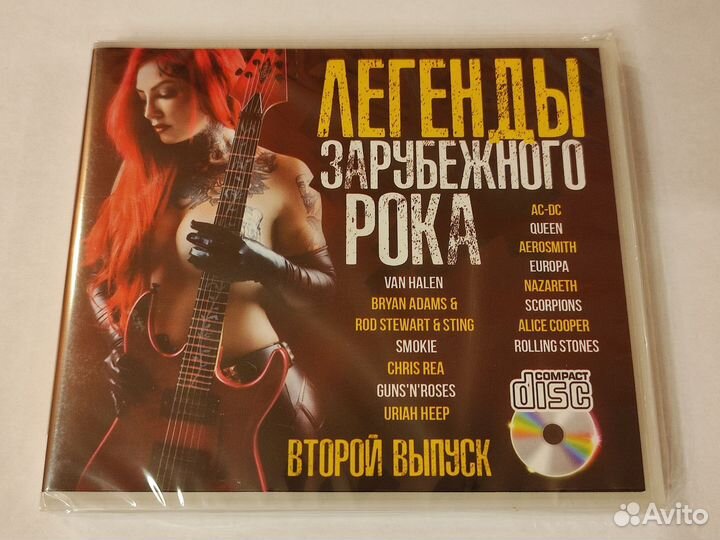 ЛЕГЕНДЫ
ЗАРУБЕЖНОГО
РОКА
VAN HALEN
BRYAN ADAMS &
ROD STEWART & STING
SMOKIE
CHRIS REA
GUNS'N'ROSES
URIAH HEEP
AC-DC
QUEEN
AEROSMITH
EUROPA
NAZARETH
SCORPIONS
ALICE COOPER
ROLLING STONES
COMPACT
disc
ВТОРОЙ ВЫПУСК
Avito